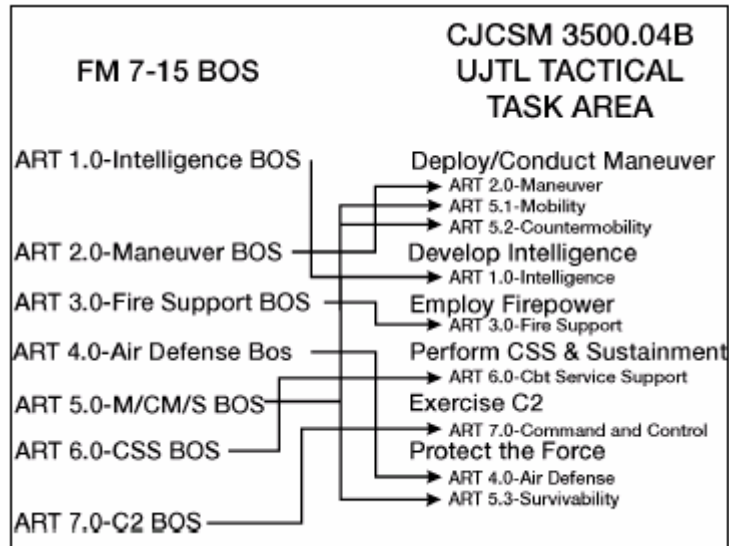 FM 7-15 BOS
ART 1.0-Intelligence BOS
ART 2.0-Maneuver BOS
ART 3.0-Fire Support BOS
ART 4.0-Air Defense Bos
ART 5.0-M/CM/S BOS
ART 6.0-CSS BOS
ART 7.0-C2 BOS
CJCSM 3500.04B
UJTL TACTICAL
TASK AREA
Deploy/Conduct Maneuver
ART 2.0-Maneuver
ART 5.1-Mobility
ART 5.2-Countermobility
Develop Intelligence
ART 1.0-Intelligence
Employ Firepower
ART 3.0-Fire Support
Perform CSS & Sustainment
ART 6.0-Cbt Service Support
Exercise C2
ART 7.0-Command and Control
Protect the Force
ART 4.0-Air Defense
ART 5.3-Survivability